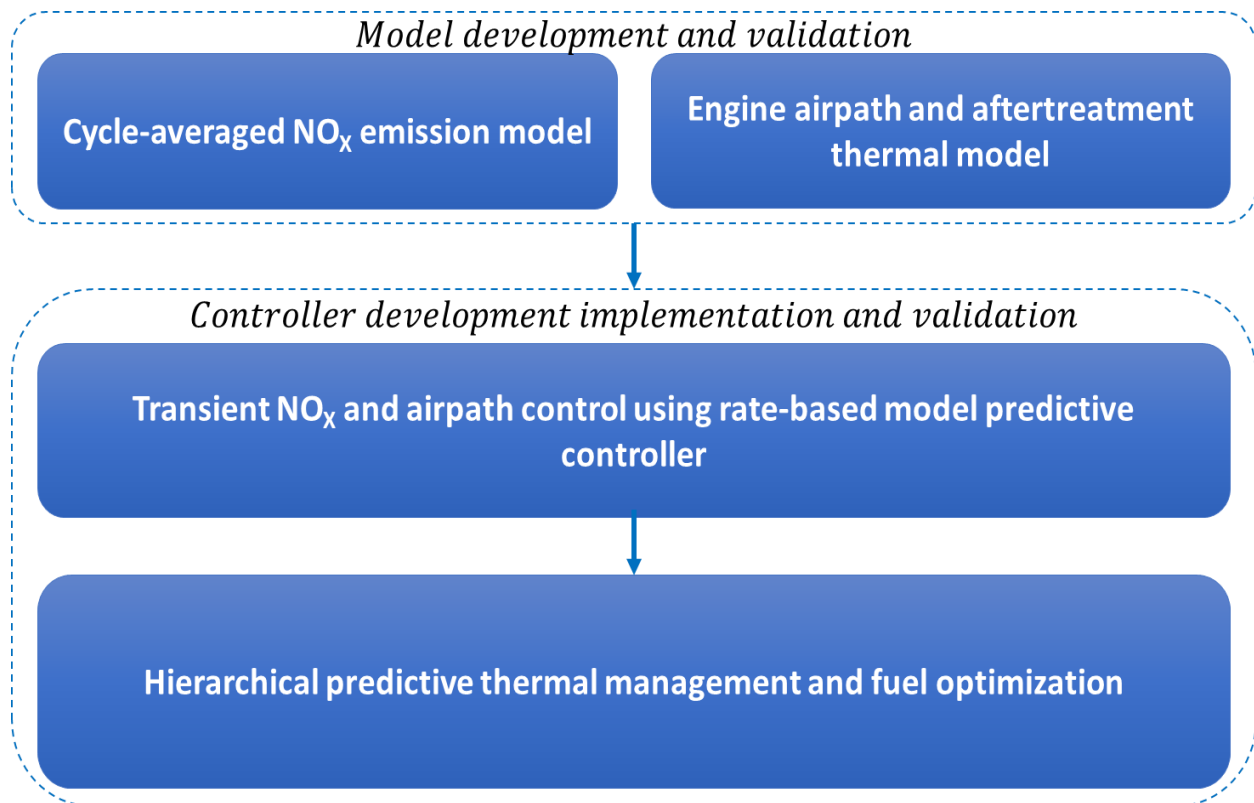 Model development and validation
Cycle-averaged NOX emission model
Engine airpath and aftertreatment
thermal model
Controller development implementation and validation
Transient NOX and airpath control using rate-based model predictive
controller
Hierarchical predictive thermal management and fuel optimization